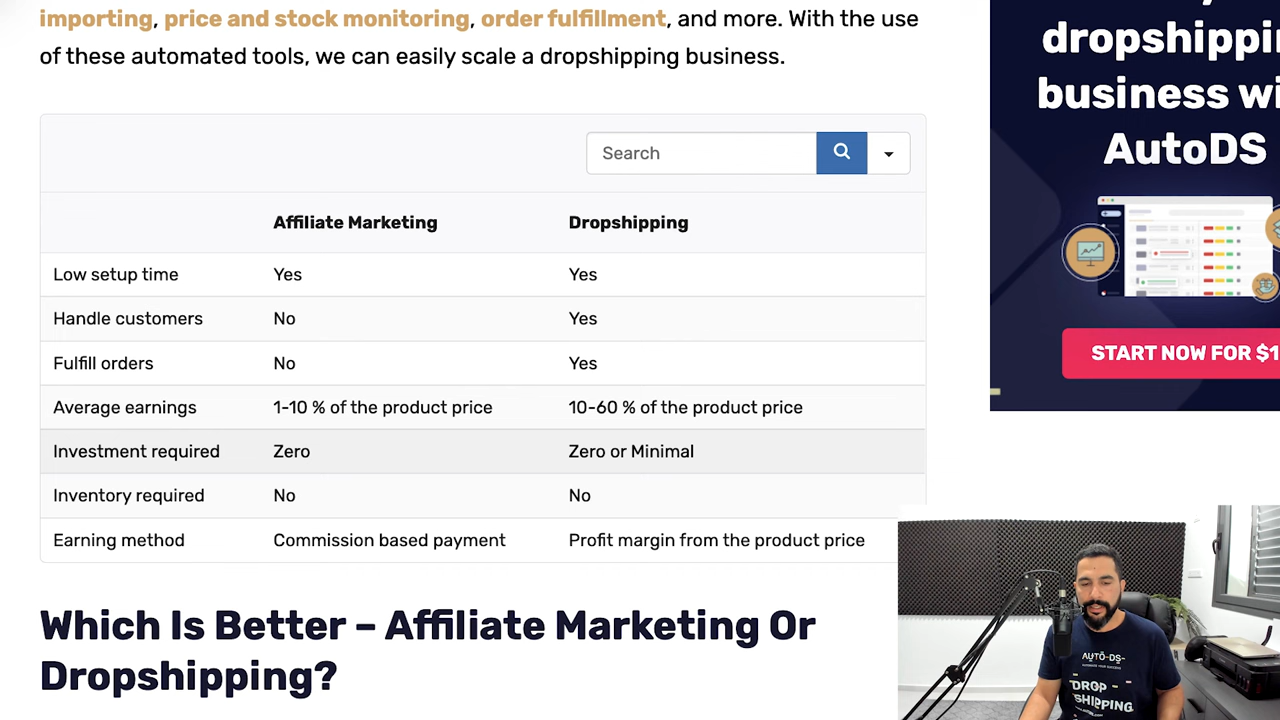 importing, price and stock monitoring, order fulfillment, and more. With the use
of these automated tools, we can easily scale a dropshipping business.
Search
Affiliate Marketing Dropshipping
Low setup time Yes Yes
Handle customers No Yes
Fulfill orders No Yes
Average earnings 1-10 % of the product price 10-60 % of the product price
Investment required Zero Zero or Minimal
Inventory required No No
Earning method Commission based payment Profit margin from the product price
Which Is Better – Affiliate Marketing Or
Dropshipping?
dropshippi
business wi
AutoDS
START NOW FOR $1
AUTO-DS
DROP
SHIPPING